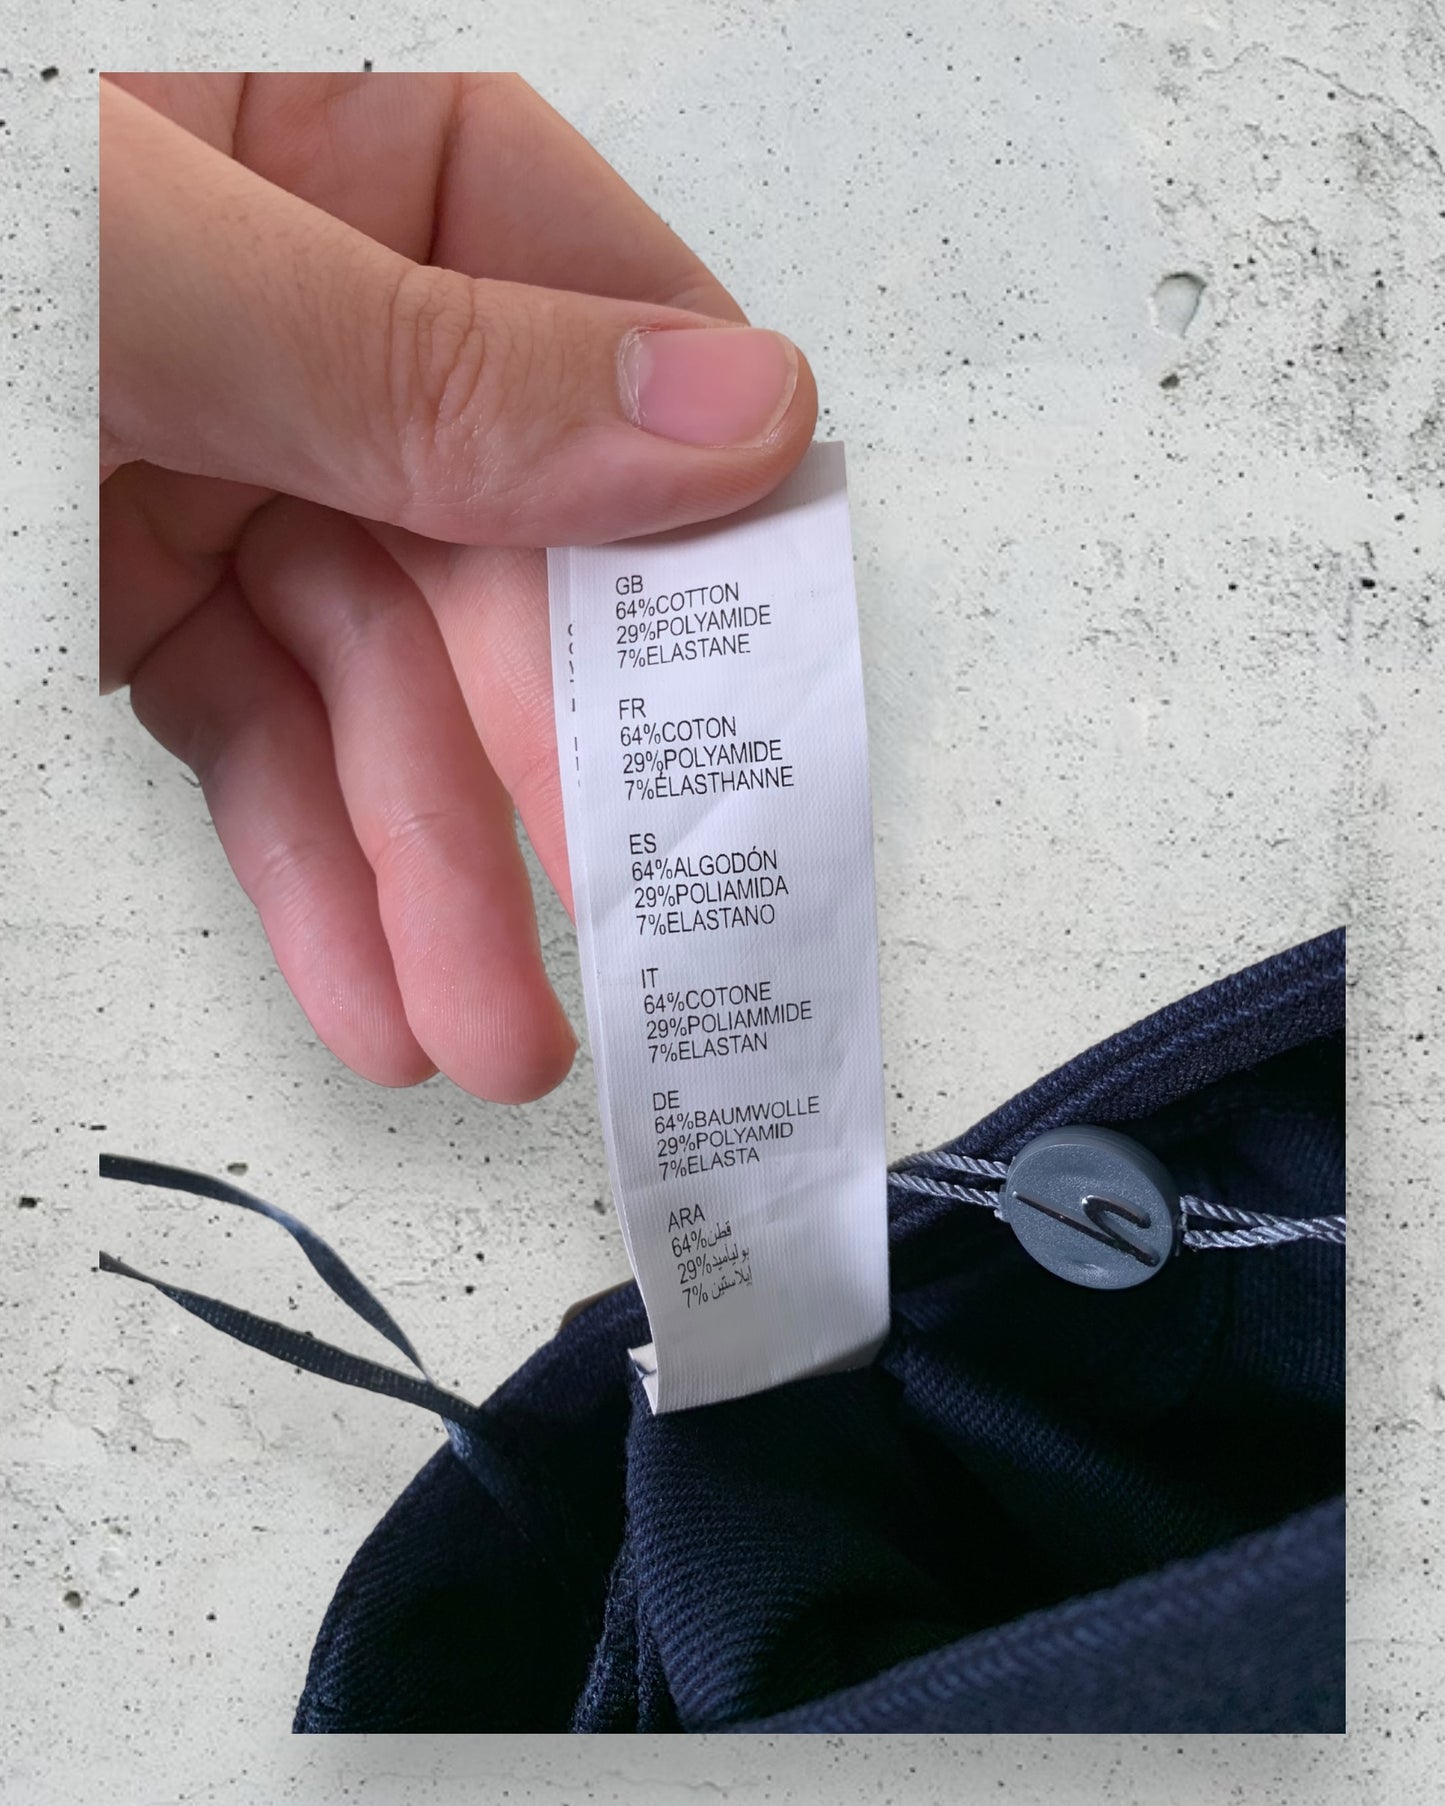 GB
64%COTTON
29%POLYAMIDE
7%ELASTANE
FR
64%COTON
29%POLYAMIDE
7%ÉLASTHANNE
ES
64%ALGODÓN
29%POLIAMIDA
7%ELASTANO
IT
64%COTONE
29%POLIAMMIDE
7%ELASTAN
DE
64%BAUMWOLLE
29%POLYAMID
7%ELASTA
ARA
64%قطن
29%بولياميد
7% إيلاستين